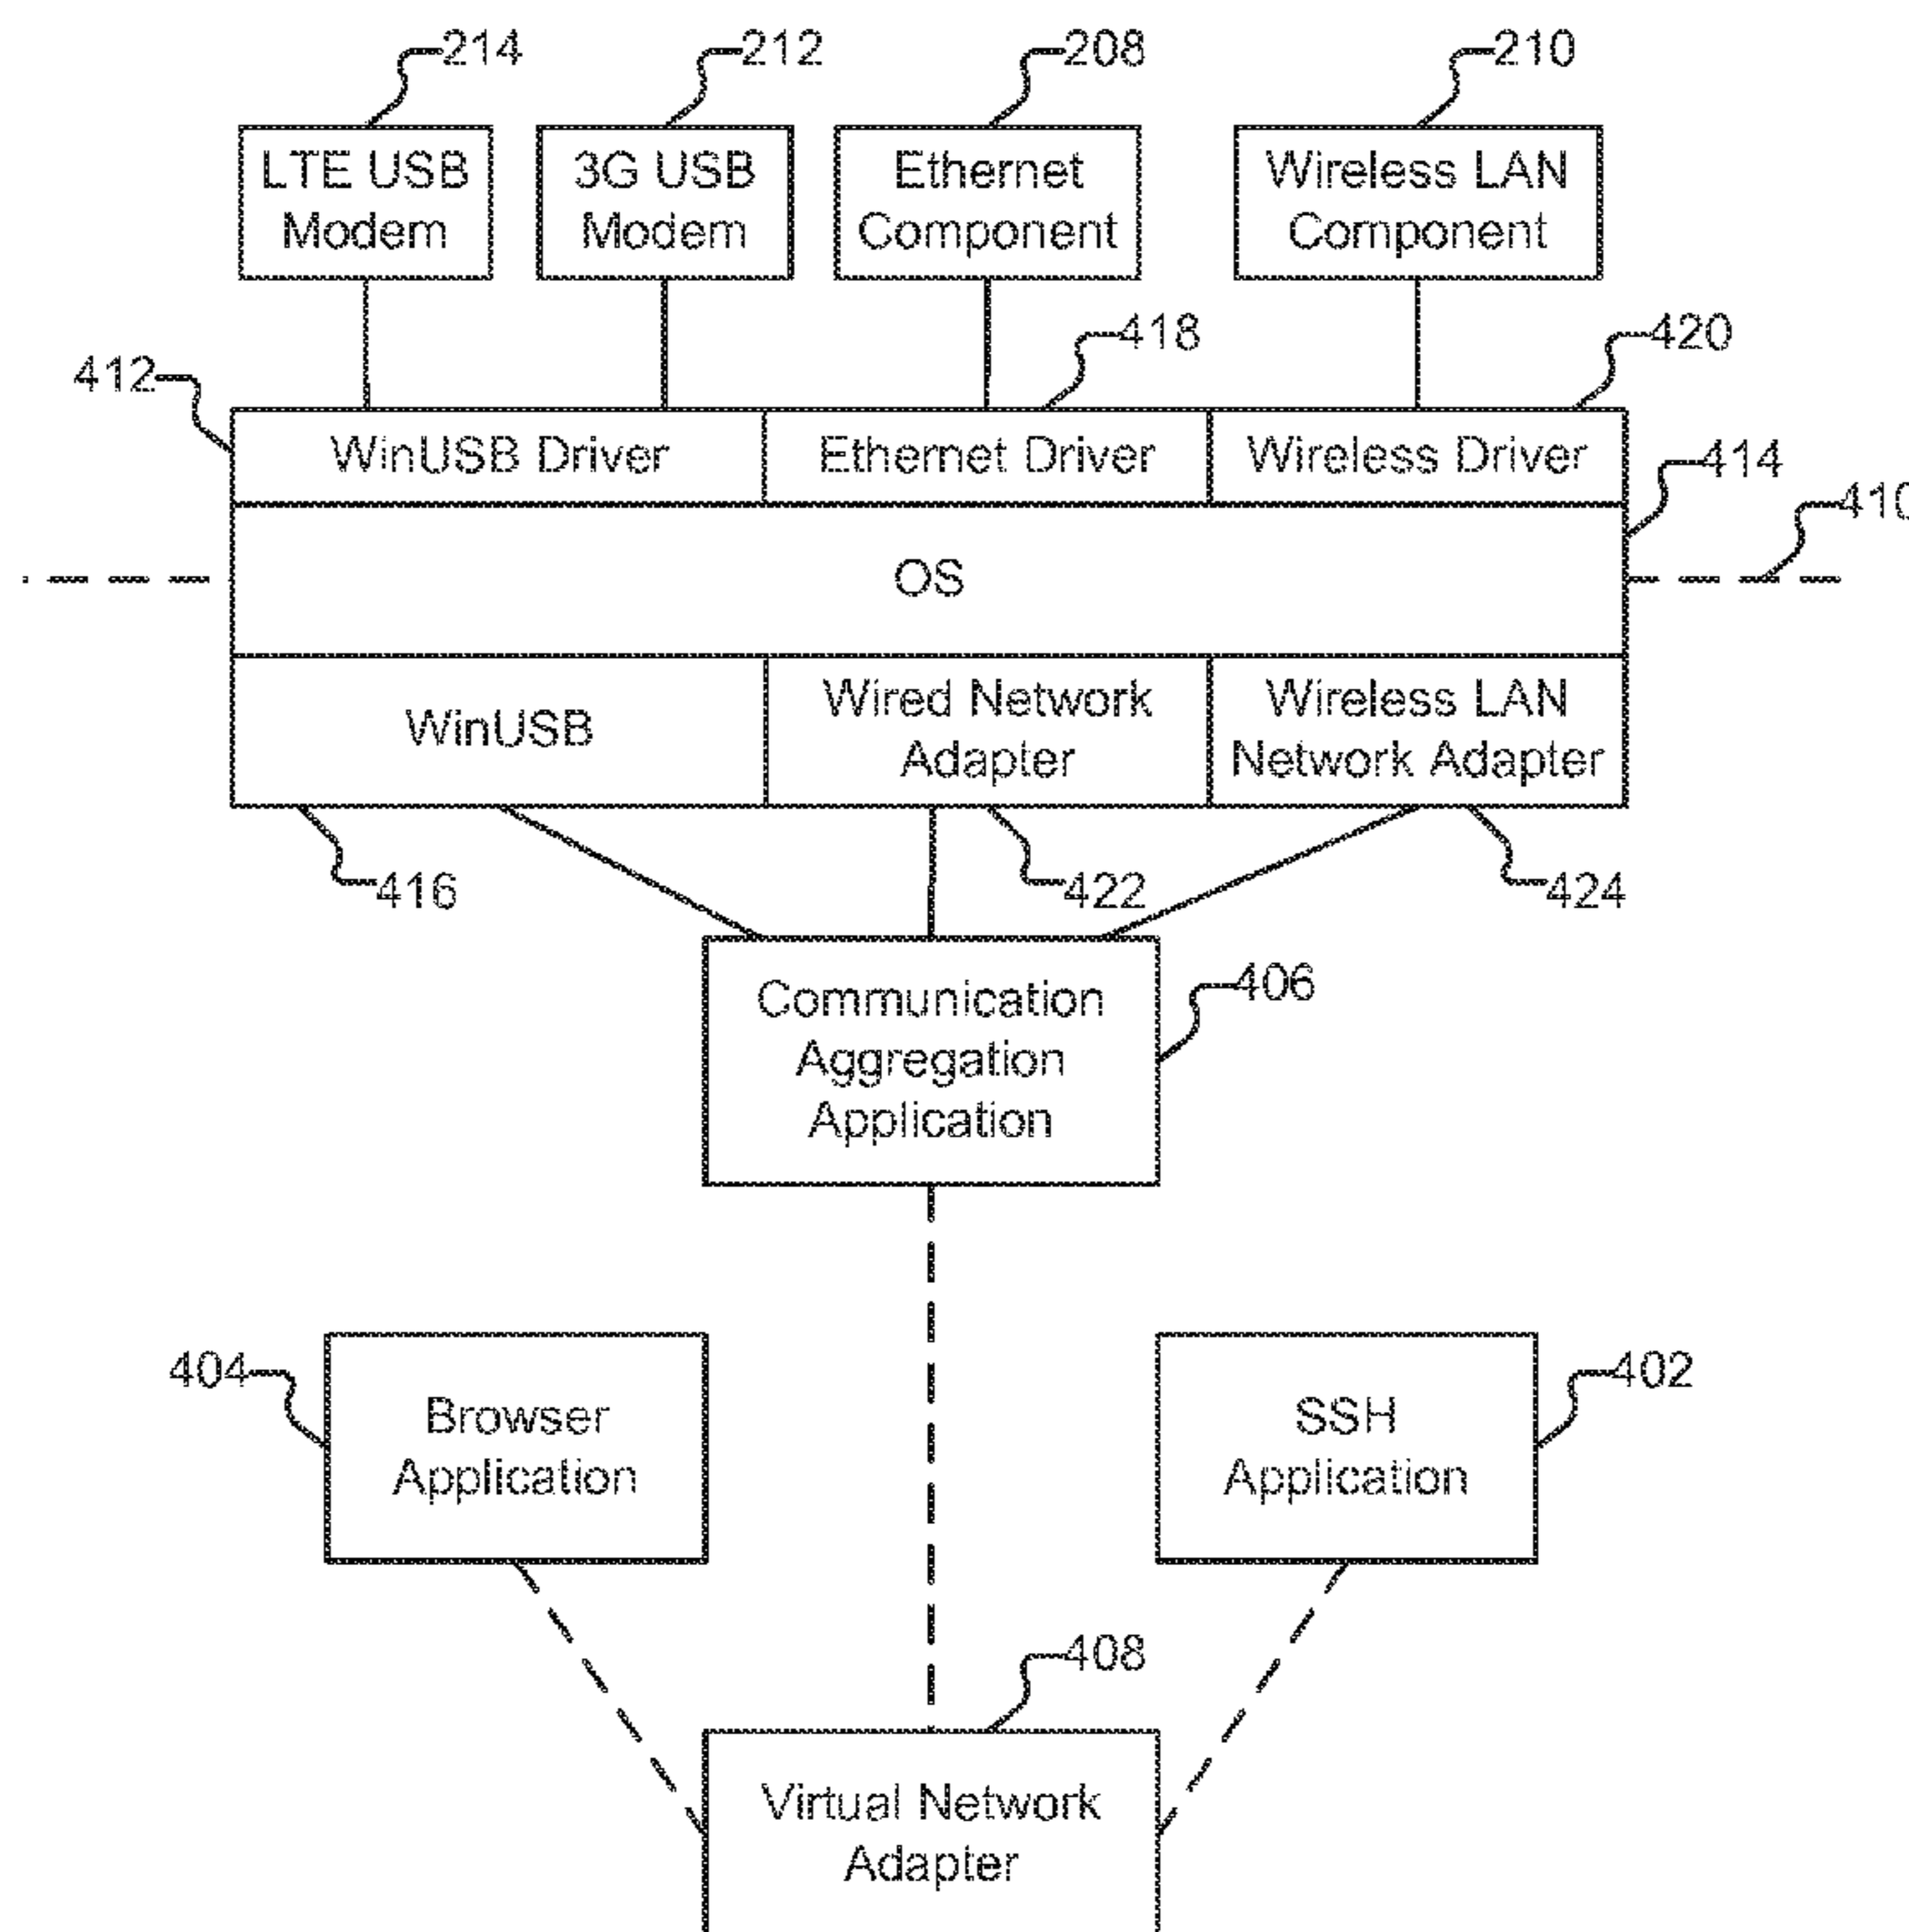 214
212
208
210
LTE USB
Modem
3G USB
Modem
Ethernet
Component
Wireless LAN
Component
412
418
420
WinUSB Driver
Ethernet Driver
Wireless Driver
414
410
OS
WinUSB
Wired Network
Adapter
Wireless LAN
Network Adapter
416
422
424
Communication
Aggregation
Application
406
404
Browser
Application
SSH
Application
402
408
Virtual Network
Adapter